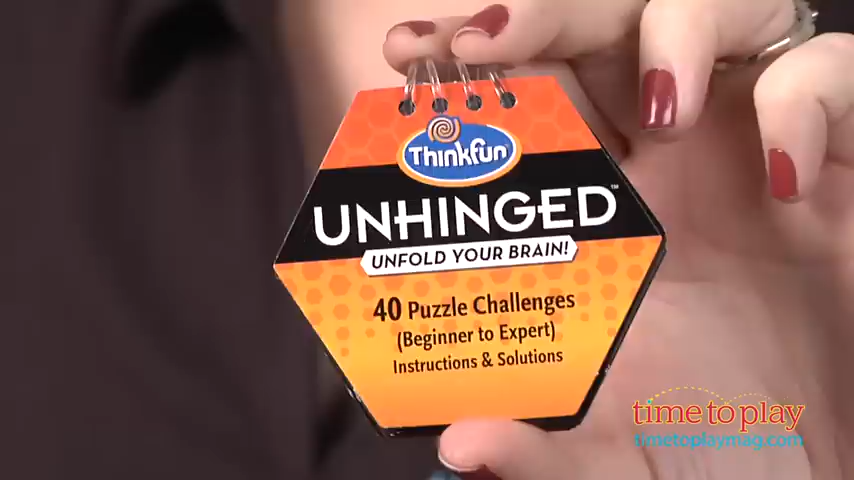 Thinkfun
UNHINGED™
UNFOLD YOUR BRAIN!
40 Puzzle Challenges
(Beginner to Expert)
Instructions & Solutions
time to play
timetoplaymag.com